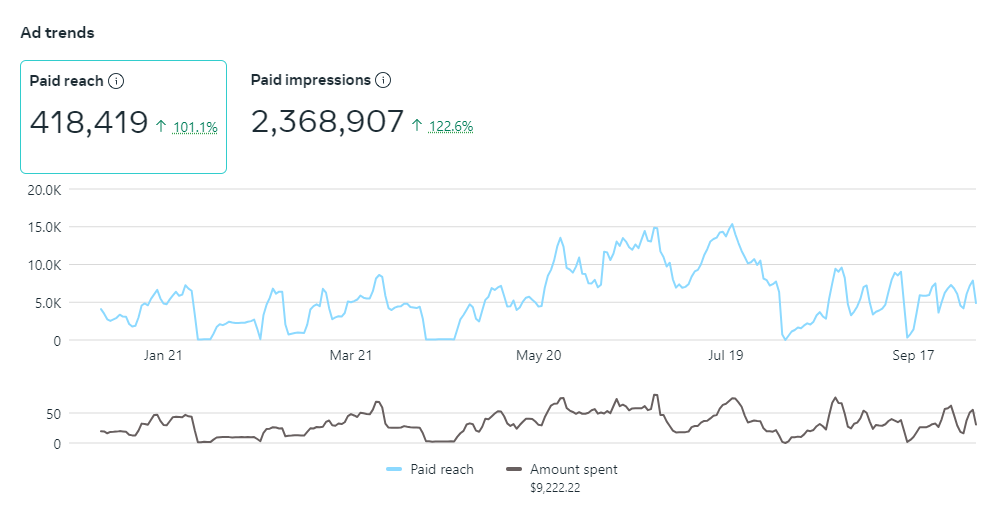 Ad trends
Paid reach
Paid impressions
418,419 ↑ 101.1%
2,368,907 ↑ 122.6%
20.0K
15.0K
10.0K
5.0K
0
Jan 21 Mar 21 May 20 Jul 19 Sep 17
50
0
Paid reach
Amount spent
$9,222.22